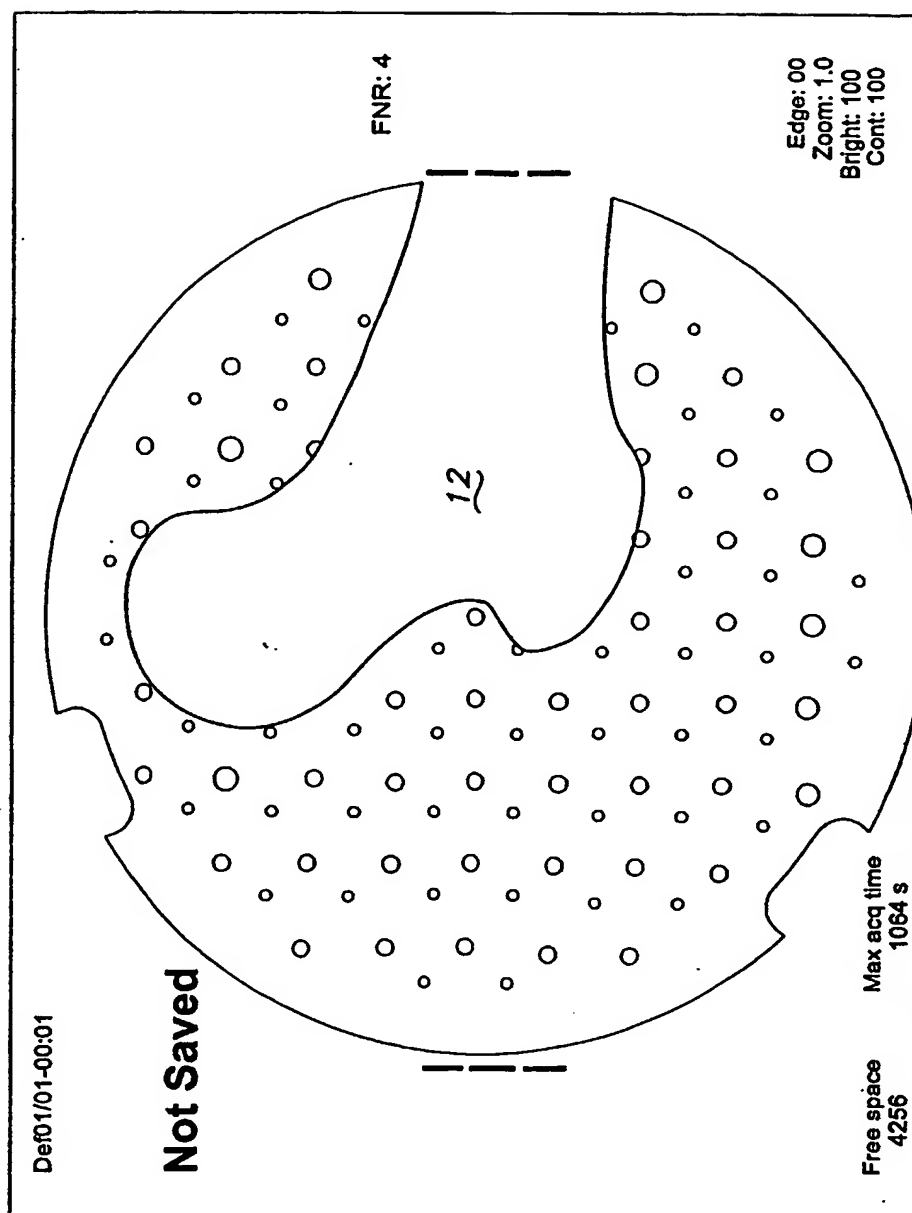 Def01/01-00:01
Not Saved
FNR: 4
12
Free space
4256
Max acq time
1064 s
Edge: 00
Zoom: 1.0
Bright: 100
Cont: 100